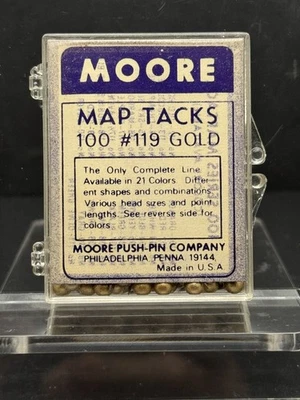 MOORE
MAP TACKS
100 #119 GOLD
The Only Complete Line
Available in 21 Colors. Differ-
ent shapes and combinations.
Various head sizes and point
lengths. See reverse side for
colors.
MOORE PUSH-PIN COMPANY
PHILADELPHIA, PENNA. 19144,
Made in U.S.A.